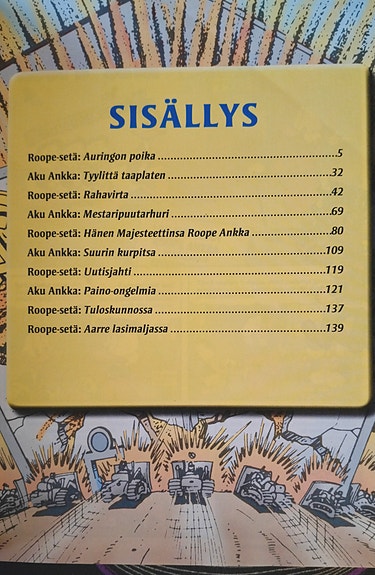 SISÄLLYS
Roope-setä: Auringon poika ..........5
Aku Ankka: Tyylittä taaplaten ..........32
Roope-setä: Rahavirta ..........42
Aku Ankka: Mestaripuutarhuri ..........69
Roope-setä: Hänen Majesteettinsa Roope Ankka ..........80
Aku Ankka: Suurin kurpitsa ..........109
Roope-setä: Uutisjahti ..........119
Aku Ankka: Paino-ongelmia ..........121
Roope-setä: Tuloskunnossa ..........137
Roope-setä: Aarre lasimaljassa ..........139